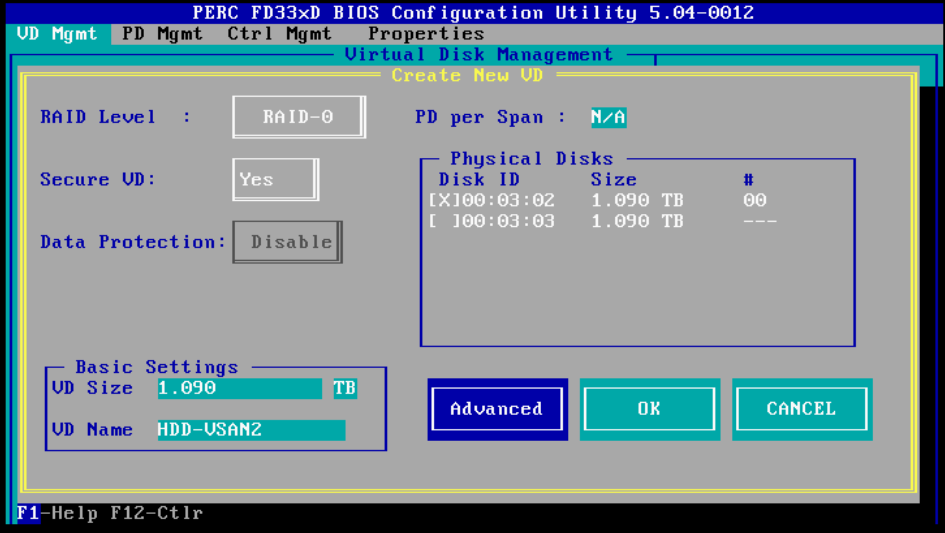 PERC FD33xD BIOS Configuration Utility 5.04-0012
VD Mgmt PD Mgmt Ctrl Mgmt Properties
Virtual Disk Management
Create New VD
RAID Level : RAID-0 PD per Span : N/A
Physical Disks
Secure VD: Yes
Disk ID Size #
[X]00:03:02 1.090 TB 00
[ ]00:03:03 1.090 TB ---
Data Protection: Disable
Basic Settings
VD Size 1.090 TB
VD Name HDD-VSAN2
Advanced OK CANCEL
F1-Help F12-Ctlr